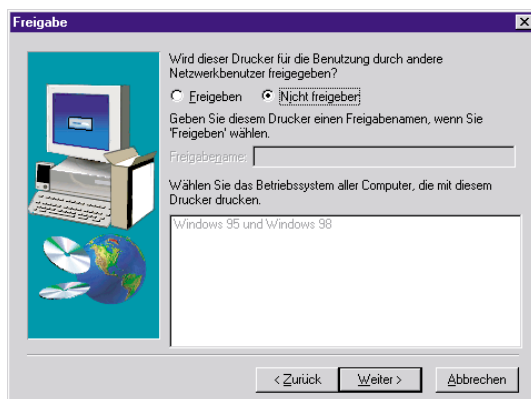 Freigabe
Wird dieser Drucker für die Benutzung durch andere
Netzwerkbenutzer freigegeben?
Freigeben
Nicht freigeben
Geben Sie diesem Drucker einen Freigabenamen, wenn Sie
'Freigeben' wählen.
Freigabename:
Wählen Sie das Betriebssystem aller Computer, die mit diesem
Drucker drucken.
Windows 95 und Windows 98
< Zurück
Weiter >
Abbrechen